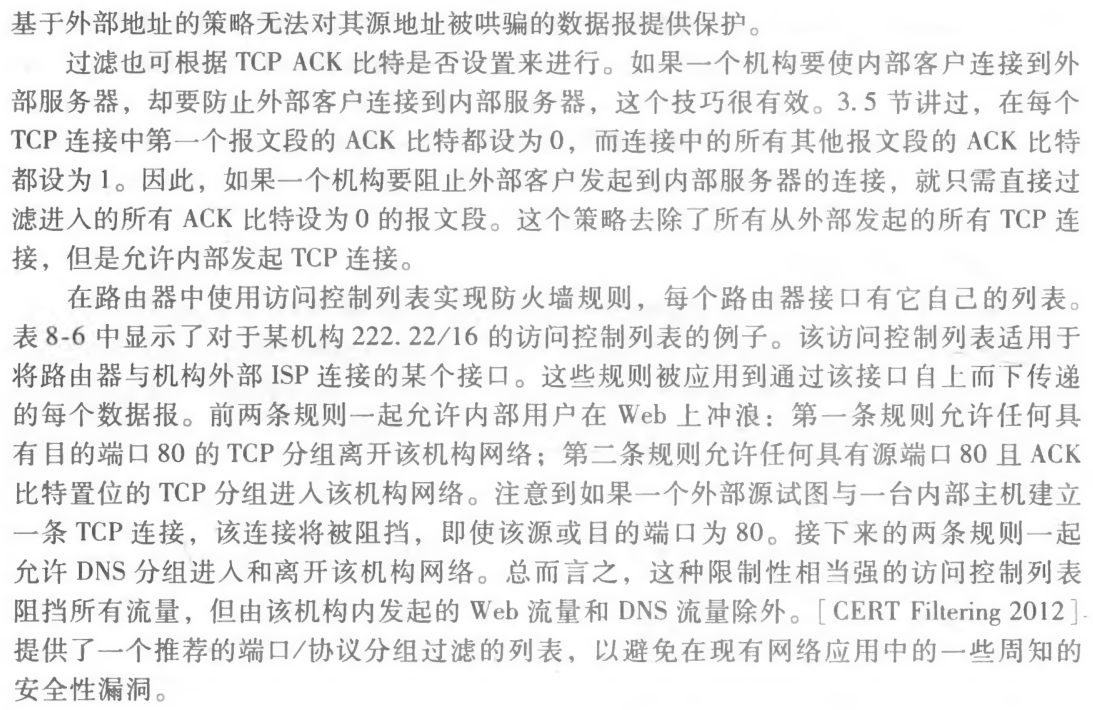 基于外部地址的策略无法对其源地址被哄骗的数据报提供保护。
过滤也可根据 TCP ACK 比特是否设置来进行。如果一个机构要使内部客户连接到外
部服务器，却要防止外部客户连接到内部服务器，这个技巧很有效。3.5 节讲过，在每个
TCP 连接中第一个报文段的 ACK 比特都设为 0，而连接中的所有其他报文段的 ACK 比特
都设为 1。因此，如果一个机构要阻止外部客户发起到内部服务器的连接，就只需直接过
滤进入的所有 ACK 比特设为 0 的报文段。这个策略去除了所有从外部发起的所有 TCP 连
接，但是允许内部发起 TCP 连接。
在路由器中使用访问控制列表实现防火墙规则，每个路由器接口有它自己的列表。
表 8-6 中显示了对于某机构 222.22/16 的访问控制列表的例子。该访问控制列表适用于
将路由器与机构外部 ISP 连接的某个接口。这些规则被应用到通过该接口自上而下传递
的每个数据报。前两条规则一起允许内部用户在 Web 上冲浪：第一条规则允许任何具
有目的端口 80 的 TCP 分组离开该机构网络；第二条规则允许任何具有源端口 80 且 ACK
比特置位的 TCP 分组进入该机构网络。注意到如果一个外部源试图与一台内部主机建立
一条 TCP 连接，该连接将被阻挡，即使该源或目的端口为 80。接下来的两条规则一起
允许 DNS 分组进入和离开该机构网络。总而言之，这种限制性相当强的访问控制列表
阻挡所有流量，但由该机构内发起的 Web 流量和 DNS 流量除外。[CERT Filtering 2012]
提供了一个推荐的端口/协议分组过滤的列表，以避免在现有网络应用中的一些周知的
安全性漏洞。